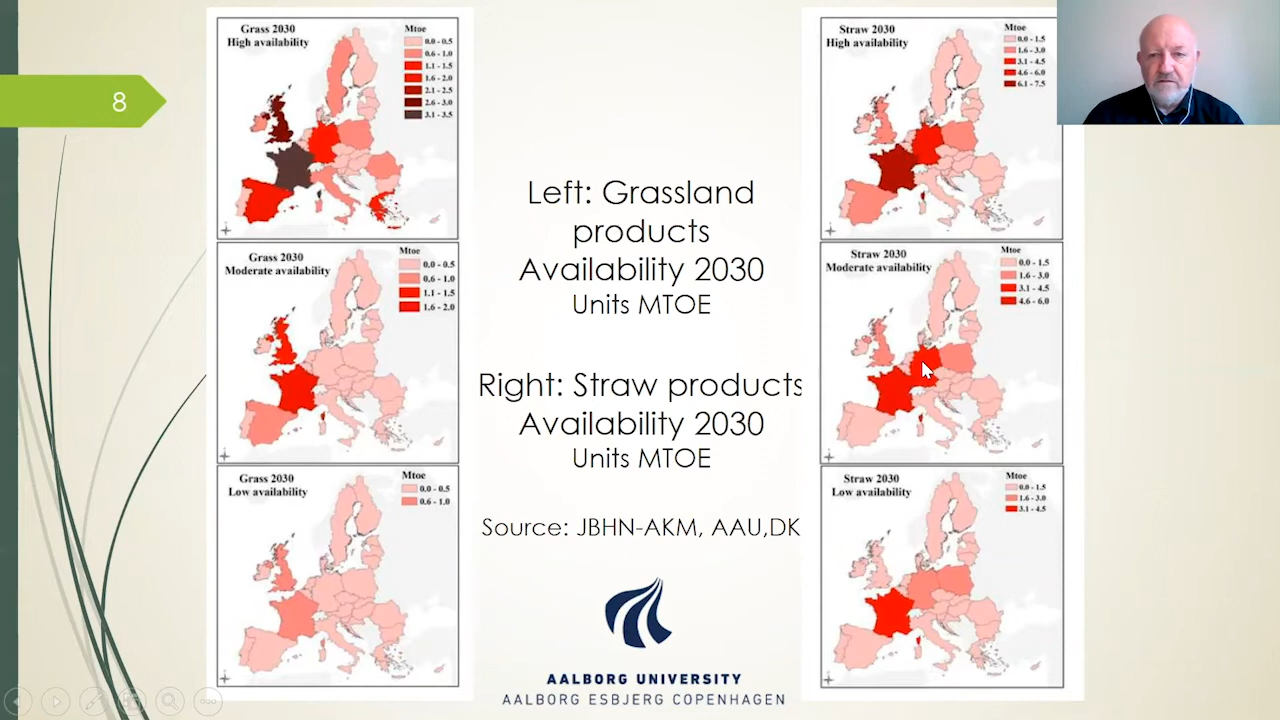 8
Grass 2030
High availability
Mtoe
0.0 - 0.5
0.6 - 1.0
1.1 - 1.5
1.6 - 2.0
2.1 - 2.5
2.6 - 3.0
3.1 - 3.5
Grass 2030
Moderate availability
Mtoe
0.0 - 0.5
0.6 - 1.0
1.1 - 1.5
1.6 - 2.0
Grass 2030
Low availability
Mtoe
0.0 - 0.5
0.6 - 1.0
Left: Grassland
products
Availability 2030
Units MTOE
Right: Straw products
Availability 2030
Units MTOE
Source: JBHN-AKM, AAU,DK
AALBORG UNIVERSITY
AALBORG ESBJERG COPENHAGEN
Straw 2030
High availability
Mtoe
0.0 - 1.5
1.6 - 3.0
3.1 - 4.5
4.6 - 6.0
6.1 - 7.5
Straw 2030
Moderate availability
Mtoe
0.0 - 1.5
1.6 - 3.0
3.1 - 4.5
4.6 - 6.0
Straw 2030
Low availability
Mtoe
0.0 - 1.5
1.6 - 3.0
3.1 - 4.5